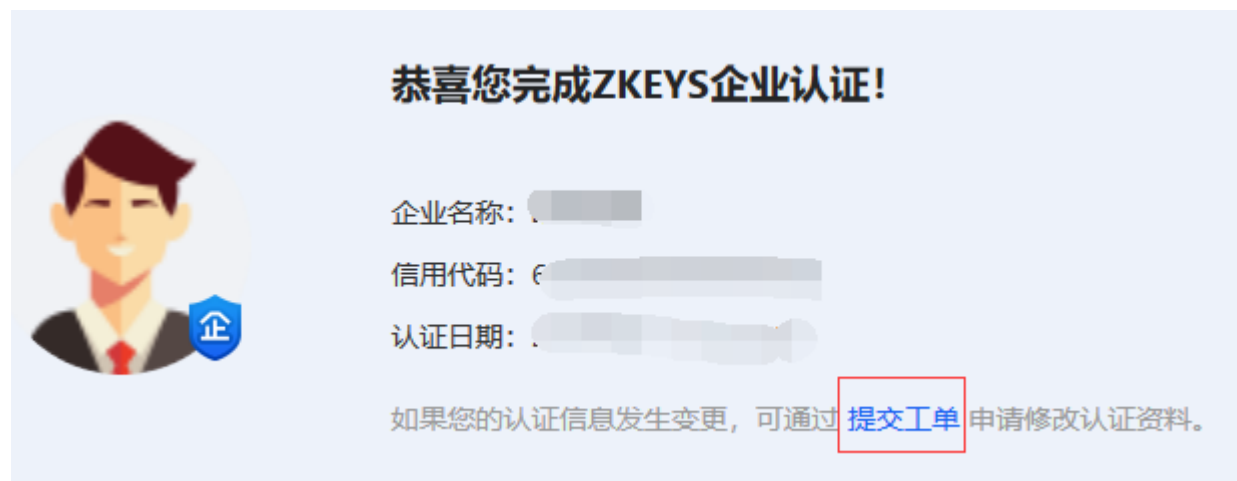 恭喜您完成ZKEYS企业认证!
企业名称:
信用代码:6
认证日期:
企
如果您的认证信息发生变更,可通过 提交工单 申请修改认证资料。